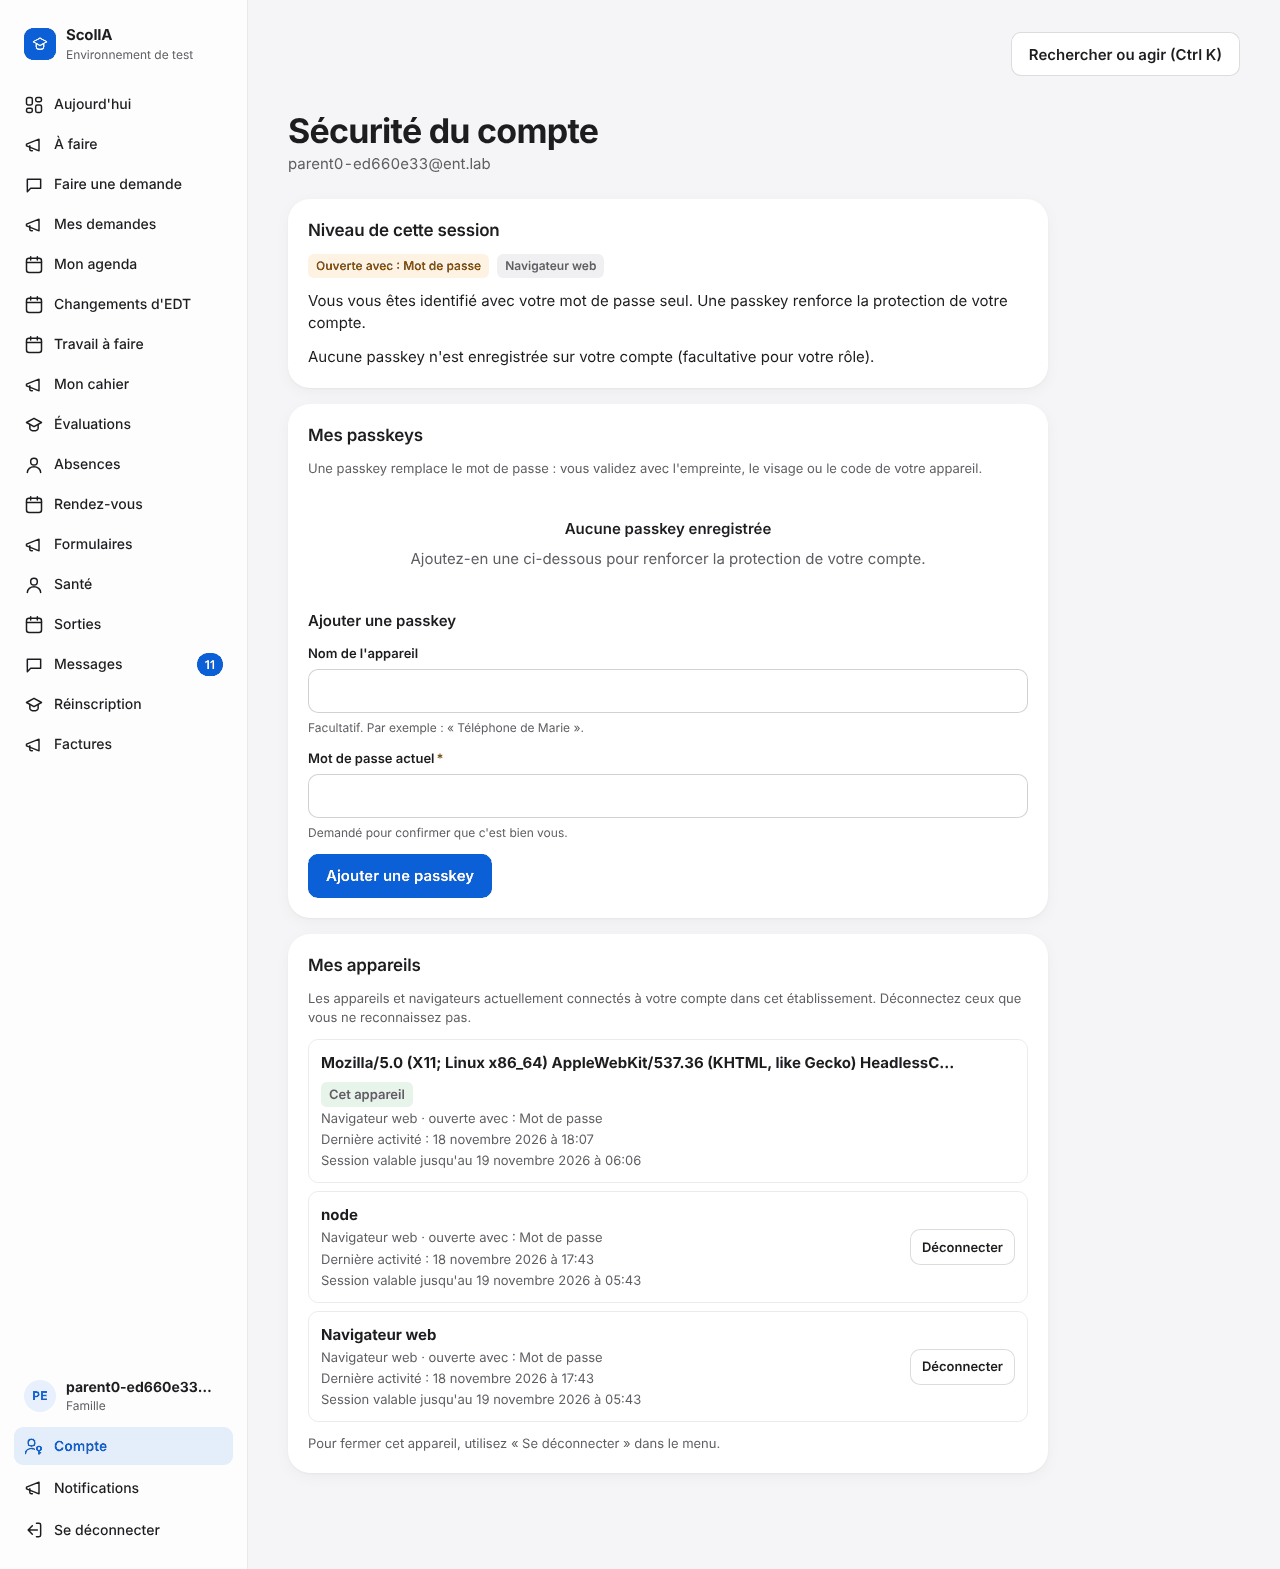 ScolIA
Environnement de test
Aujourd'hui
À faire
Faire une demande
Mes demandes
Mon agenda
Changements d'EDT
Travail à faire
Mon cahier
Évaluations
Absences
Rendez-vous
Formulaires
Santé
Sorties
Messages 11
Réinscription
Factures
PE
parent0-ed660e33...
Famille
Compte
Notifications
Se déconnecter
Rechercher ou agir (Ctrl K)
Sécurité du compte
parent0-ed660e33@ent.lab
Niveau de cette session
Ouverte avec : Mot de passe Navigateur web
Vous vous êtes identifié avec votre mot de passe seul. Une passkey renforce la protection de votre
compte.
Aucune passkey n'est enregistrée sur votre compte (facultative pour votre rôle).
Mes passkeys
Une passkey remplace le mot de passe : vous validez avec l'empreinte, le visage ou le code de votre appareil.
Aucune passkey enregistrée
Ajoutez-en une ci-dessous pour renforcer la protection de votre compte.
Ajouter une passkey
Nom de l'appareil
Facultatif. Par exemple : « Téléphone de Marie ».
Mot de passe actuel *
Demandé pour confirmer que c'est bien vous.
Ajouter une passkey
Mes appareils
Les appareils et navigateurs actuellement connectés à votre compte dans cet établissement. Déconnectez ceux que
vous ne reconnaissez pas.
Mozilla/5.0 (X11; Linux x86_64) AppleWebKit/537.36 (KHTML, like Gecko) HeadlessC...
Cet appareil
Navigateur web · ouverte avec : Mot de passe
Dernière activité : 18 novembre 2026 à 18:07
Session valable jusqu'au 19 novembre 2026 à 06:06
node
Navigateur web · ouverte avec : Mot de passe
Dernière activité : 18 novembre 2026 à 17:43
Session valable jusqu'au 19 novembre 2026 à 05:43
Déconnecter
Navigateur web
Navigateur web · ouverte avec : Mot de passe
Dernière activité : 18 novembre 2026 à 17:43
Session valable jusqu'au 19 novembre 2026 à 05:43
Déconnecter
Pour fermer cet appareil, utilisez « Se déconnecter » dans le menu.